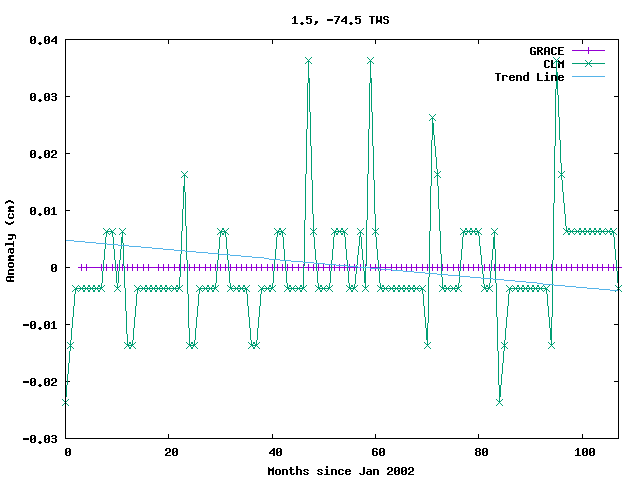 1.5, -74.5 TWS
GRACE
CLM
Trend Line
0.04
0.03
0.02
0.01
0
-0.01
-0.02
-0.03
Anomaly (cm)
0 20 40 60 80 100
Months since Jan 2002